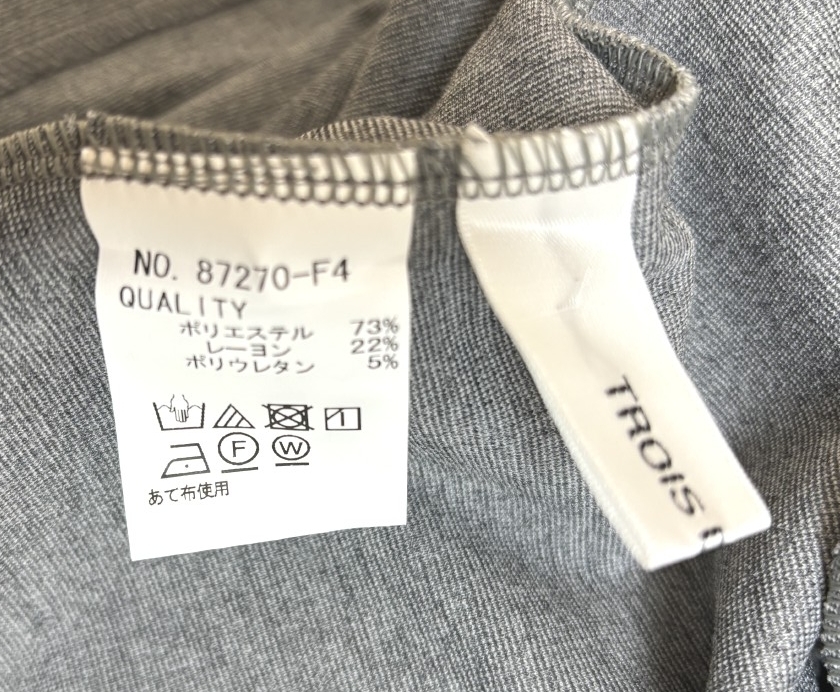 NO. 87270-F4
QUALITY
ポリエステル 73%
レーヨン 22%
ポリウレタン 5%
F W
あて布使用
TROIS